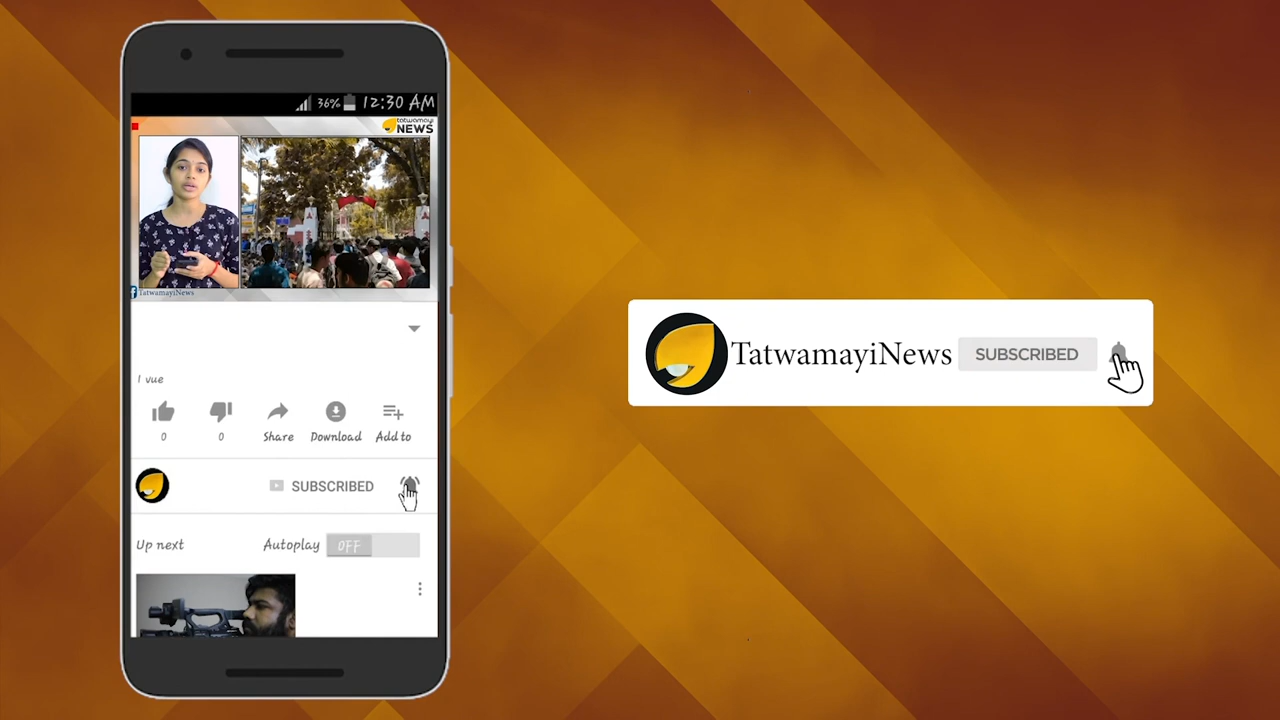 36% 12:30 AM
tatwamayi
NEWS
TatwamayiNews
1 vue
0 0 Share Download Add to
SUBSCRIBED
Up next Autoplay OFF
TatwamayiNews SUBSCRIBED